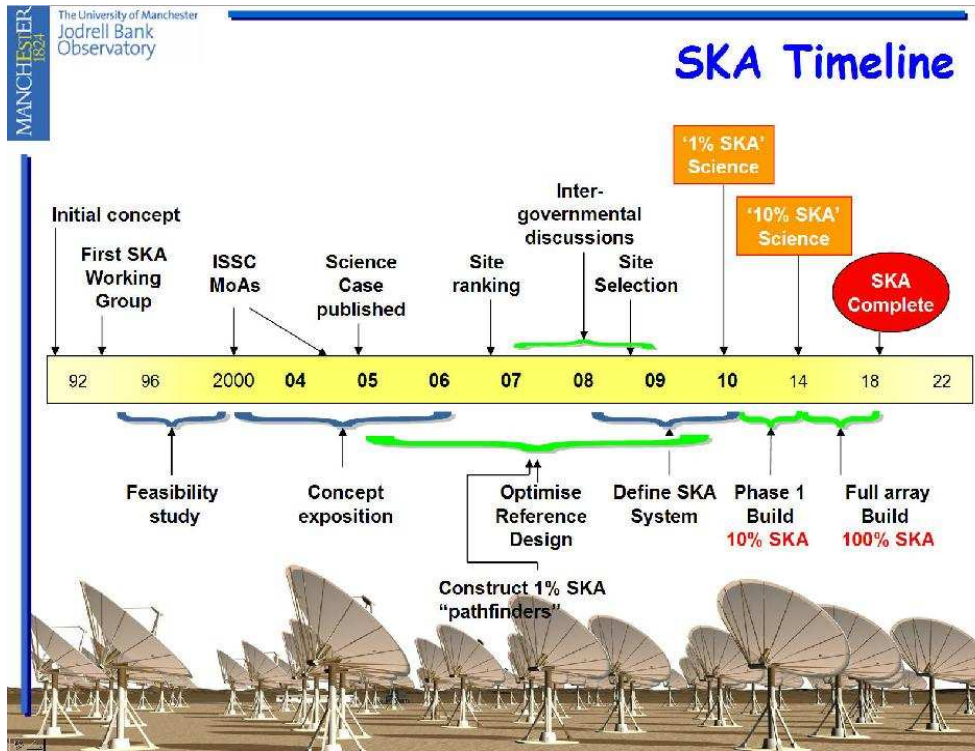 MANCHESTER
1824
The University of Manchester
Jodrell Bank
Observatory
SKA Timeline
'1% SKA'
Science
'10% SKA'
Science
SKA
Complete
Initial concept
First SKA
Working
Group
ISSC
MoAs
Science
Case
published
Site
ranking
Inter-
governmental
discussions
Site
Selection
92 96 2000 04 05 06 07 08 09 10 14 18 22
Feasibility
study
Concept
exposition
Optimise
Reference
Design
Define SKA
System
Phase 1
Build
10% SKA
Full array
Build
100% SKA
Construct 1% SKA
"pathfinders"